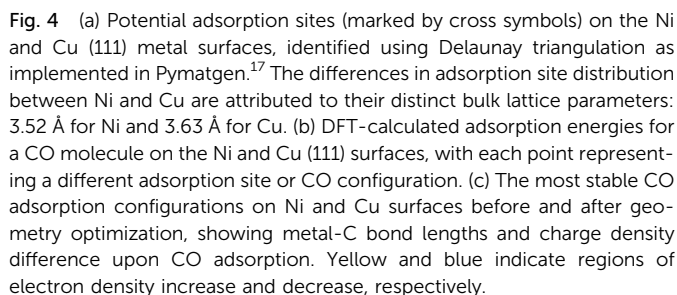 Fig. 4 (a) Potential adsorption sites (marked by cross symbols) on the Ni
and Cu (111) metal surfaces, identified using Delaunay triangulation as
implemented in Pymatgen.17 The differences in adsorption site distribution
between Ni and Cu are attributed to their distinct bulk lattice parameters:
3.52 Å for Ni and 3.63 Å for Cu. (b) DFT-calculated adsorption energies for
a CO molecule on the Ni and Cu (111) surfaces, with each point represent-
ing a different adsorption site or CO configuration. (c) The most stable CO
adsorption configurations on Ni and Cu surfaces before and after geo-
metry optimization, showing metal-C bond lengths and charge density
difference upon CO adsorption. Yellow and blue indicate regions of
electron density increase and decrease, respectively.